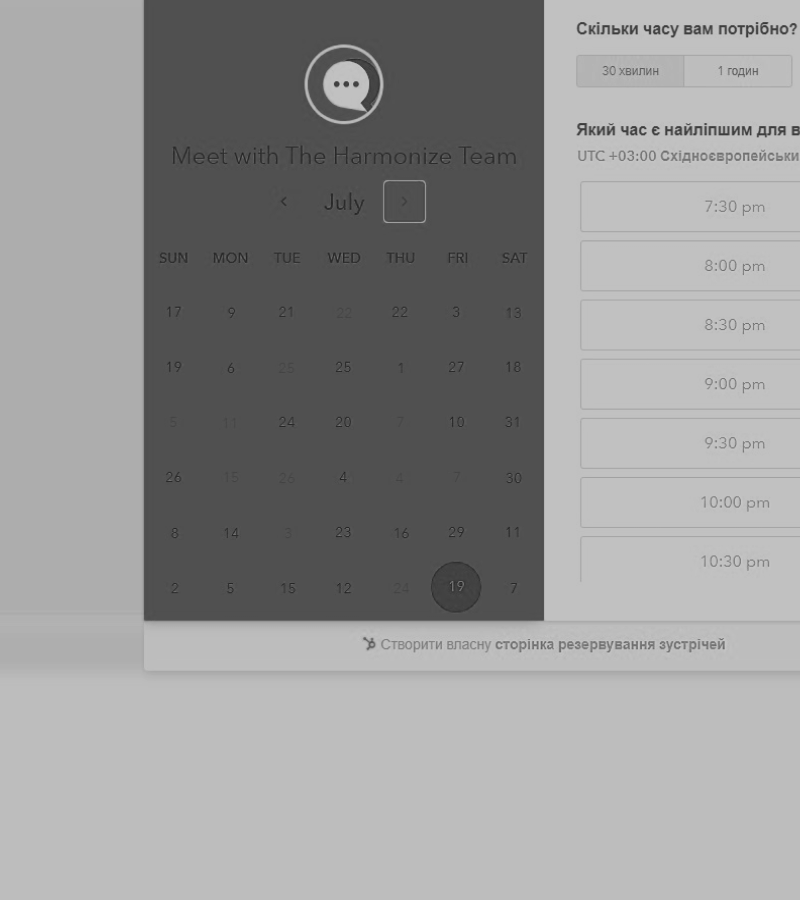 Meet with The Harmonize Team
July
SUN MON TUE WED THU FRI SAT
17 9 21 22 22 3 13
19 6 25 25 1 27 18
5 11 24 20 7 10 31
26 15 26 4 4 7 30
8 14 3 23 16 29 11
2 5 15 12 24 19 7
Скільки часу вам потрібно?
30 хвилин 1 годин
Який час є найліпшим для
UTC +03:00
7:30 pm
8:00 pm
8:30 pm
9:00 pm
9:30 pm
10:00 pm
10:30 pm
Створити власну сторінка резервування зустрічей